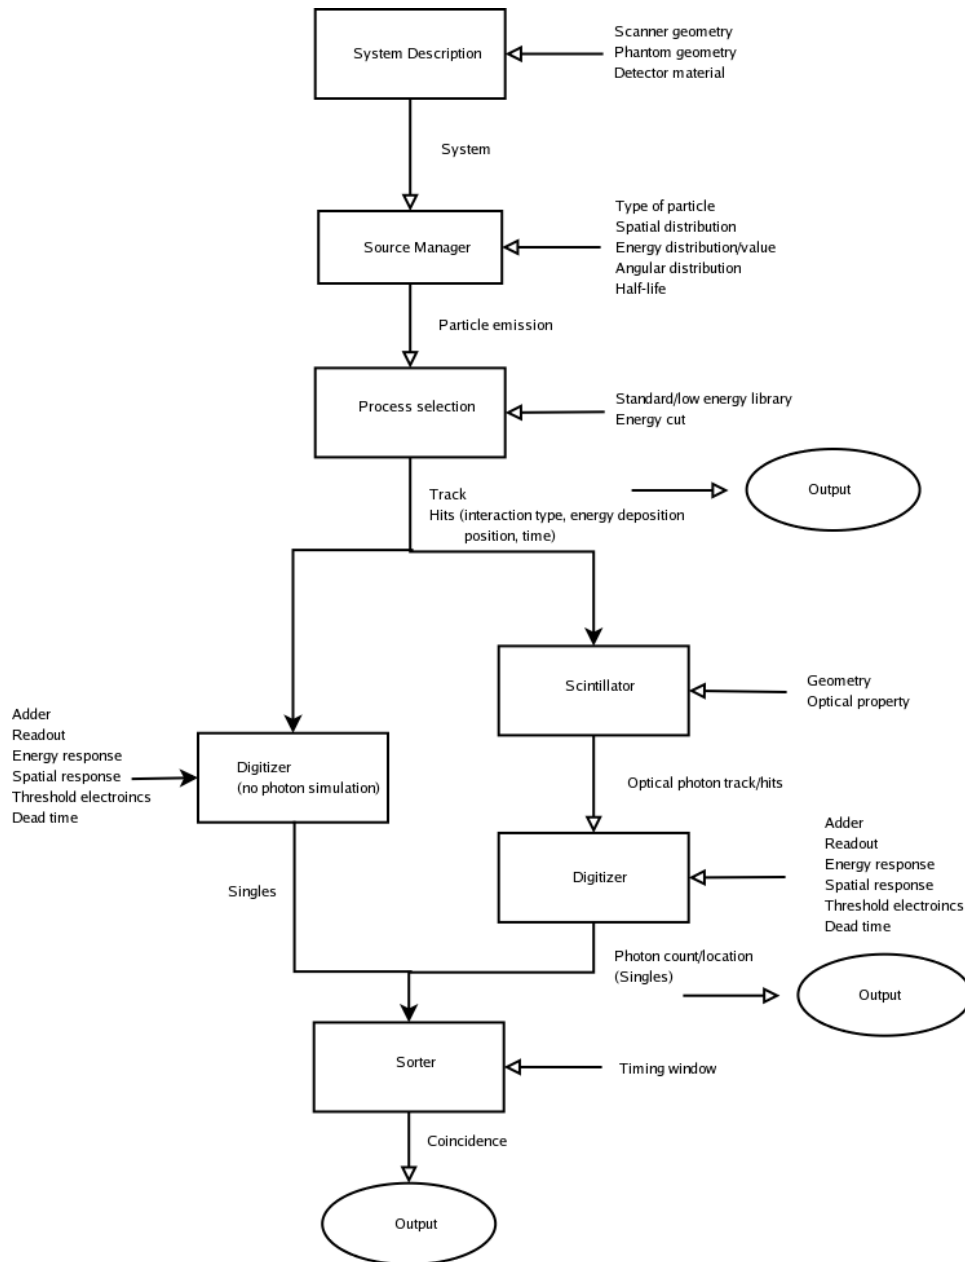 System Description
Scanner geometry
Phantom geometry
Detector material
System
Source Manager
Type of particle
Spatial distribution
Energy distribution/value
Angular distribution
Half-life
Particle emission
Process selection
Standard/low energy library
Energy cut
Track
Hits (interaction type, energy deposition
position, time)
Output
Scintillator
Geometry
Optical property
Adder
Readout
Energy response
Spatial response
Threshold electroincs
Dead time
Digitizer
(no photon simulation)
Optical photon track/hits
Singles
Digitizer
Adder
Readout
Energy response
Spatial response
Threshold electroincs
Dead time
Photon count/location
(Singles)
Output
Sorter
Timing window
Coincidence
Output